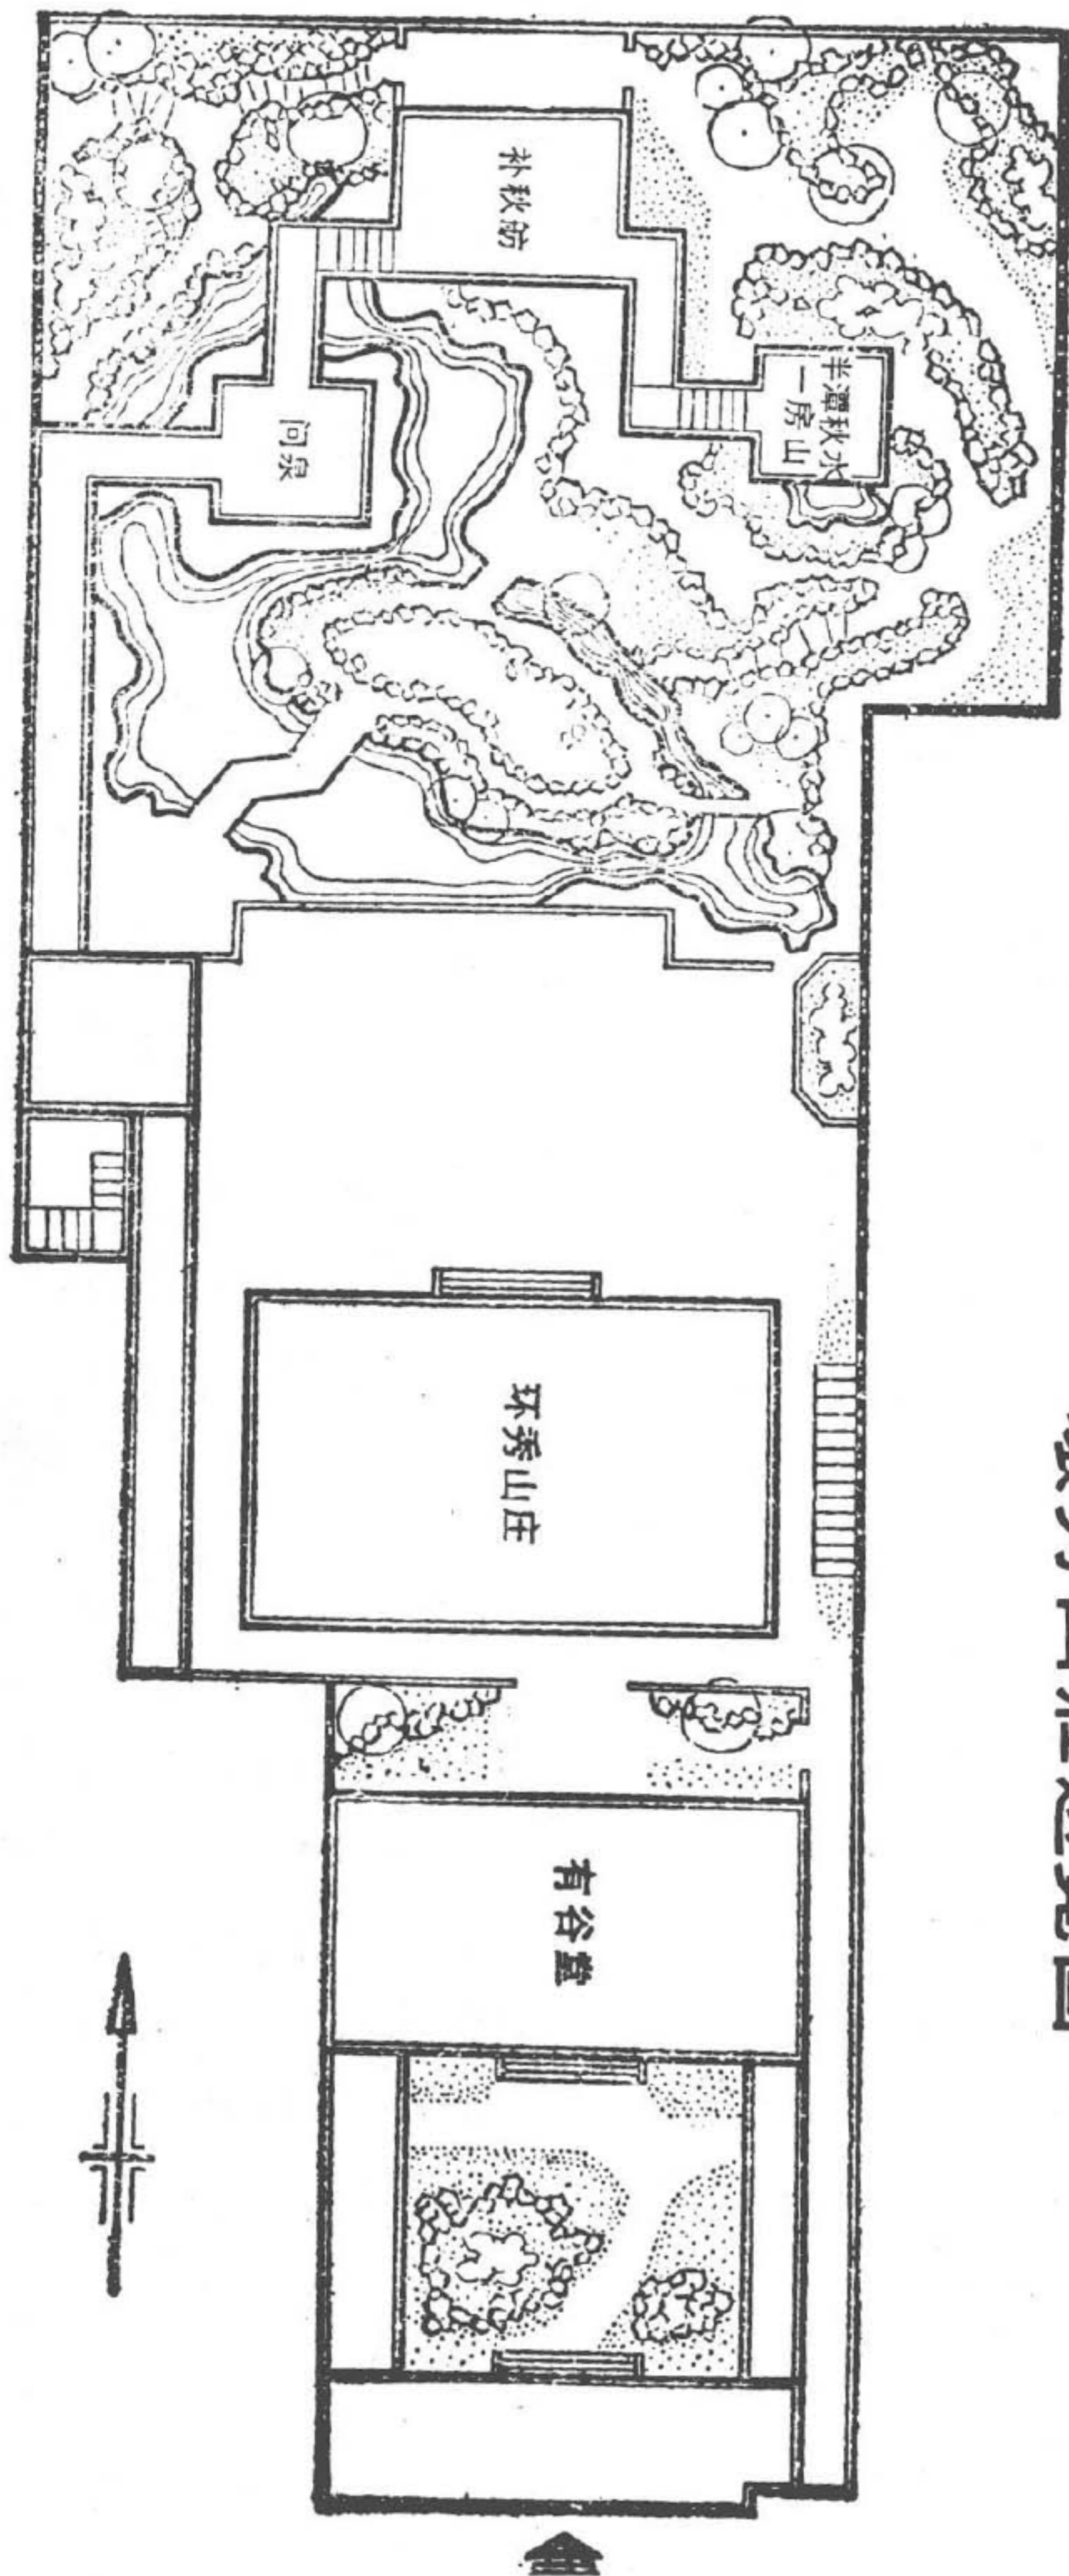 补秋舫
半潭秋水
一房山
问泉
环秀山庄
有谷堂